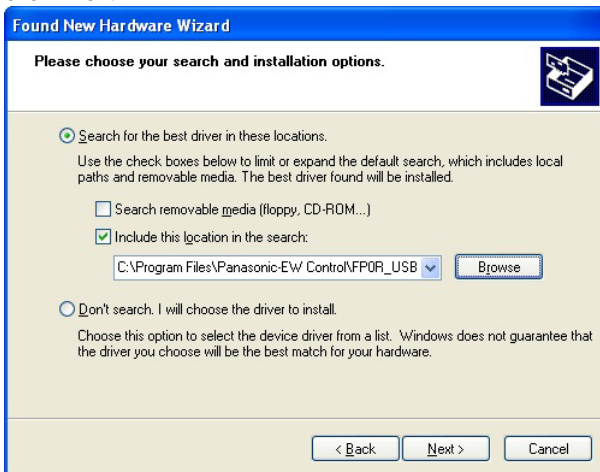 Found New Hardware Wizard
Please choose your search and installation options.
Search for the best driver in these locations.
Use the check boxes below to limit or expand the default search, which includes local
paths and removable media. The best driver found will be installed.
Search removable media (floppy, CD-ROM...)
Include this location in the search:
C:\Program Files\Panasonic-EW Control\FP0R_USB
Browse
Don't search. I will choose the driver to install.
Choose this option to select the device driver from a list. Windows does not guarantee that
the driver you choose will be the best match for your hardware.
< Back Next > Cancel